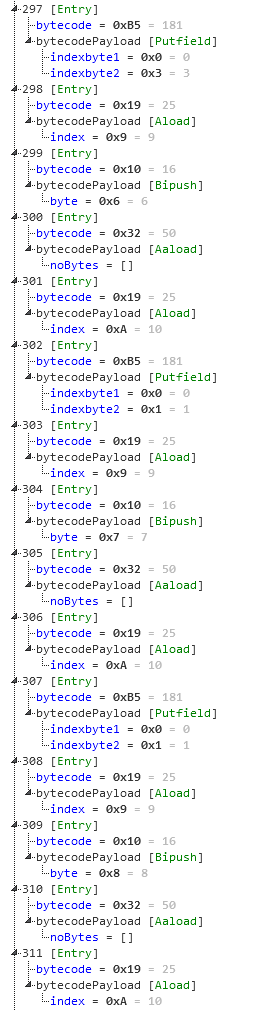 297 [Entry]
bytecode = 0xB5 = 181
bytecodePayload [Putfield]
indexbyte1 = 0x0 = 0
indexbyte2 = 0x3 = 3
298 [Entry]
bytecode = 0x19 = 25
bytecodePayload [Aload]
index = 0x9 = 9
299 [Entry]
bytecode = 0x10 = 16
bytecodePayload [Bipush]
byte = 0x6 = 6
300 [Entry]
bytecode = 0x32 = 50
bytecodePayload [Aaload]
noBytes = []
301 [Entry]
bytecode = 0x19 = 25
bytecodePayload [Aload]
index = 0xA = 10
302 [Entry]
bytecode = 0xB5 = 181
bytecodePayload [Putfield]
indexbyte1 = 0x0 = 0
indexbyte2 = 0x1 = 1
303 [Entry]
bytecode = 0x19 = 25
bytecodePayload [Aload]
index = 0x9 = 9
304 [Entry]
bytecode = 0x10 = 16
bytecodePayload [Bipush]
byte = 0x7 = 7
305 [Entry]
bytecode = 0x32 = 50
bytecodePayload [Aaload]
noBytes = []
306 [Entry]
bytecode = 0x19 = 25
bytecodePayload [Aload]
index = 0xA = 10
307 [Entry]
bytecode = 0xB5 = 181
bytecodePayload [Putfield]
indexbyte1 = 0x0 = 0
indexbyte2 = 0x1 = 1
308 [Entry]
bytecode = 0x19 = 25
bytecodePayload [Aload]
index = 0x9 = 9
309 [Entry]
bytecode = 0x10 = 16
bytecodePayload [Bipush]
byte = 0x8 = 8
310 [Entry]
bytecode = 0x32 = 50
bytecodePayload [Aaload]
noBytes = []
311 [Entry]
bytecode = 0x19 = 25
bytecodePayload [Aload]
index = 0xA = 10